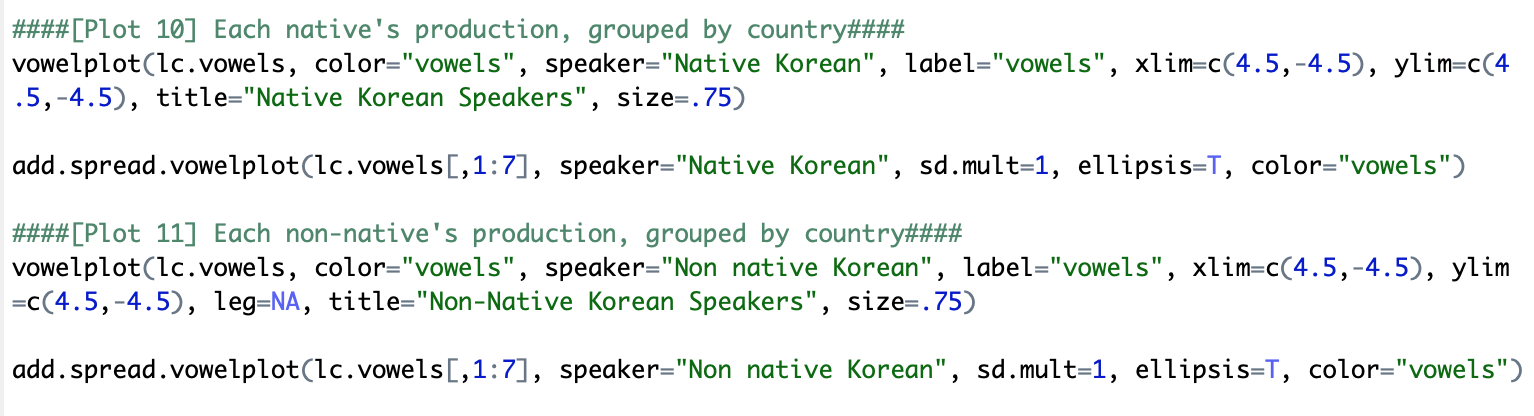 ####[Plot 10] Each native's production, grouped by country####
vowelplot(lc.vowels, color="vowels", speaker="Native Korean", label="vowels", xlim=c(4.5,-4.5), ylim=c(4
.5,-4.5), title="Native Korean Speakers", size=.75)
add.spread.vowelplot(lc.vowels[,1:7], speaker="Native Korean", sd.mult=1, ellipsis=T, color="vowels")
####[Plot 11] Each non-native's production, grouped by country####
vowelplot(lc.vowels, color="vowels", speaker="Non native Korean", label="vowels", xlim=c(4.5,-4.5), ylim
=c(4.5,-4.5), leg=NA, title="Non-Native Korean Speakers", size=.75)
add.spread.vowelplot(lc.vowels[,1:7], speaker="Non native Korean", sd.mult=1, ellipsis=T, color="vowels")